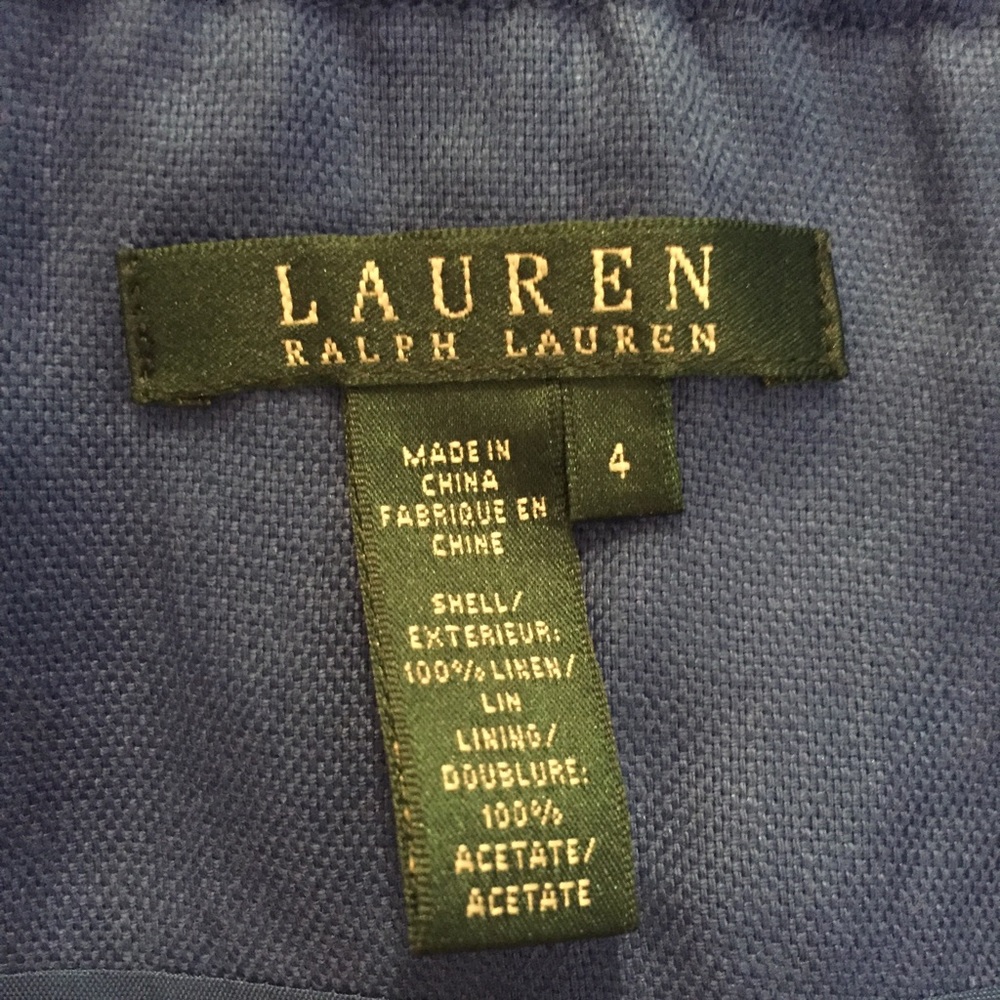 LAUREN
RALPH LAUREN
MADE IN
CHINA
FABRIQUE EN
CHINE
4
SHELL/
EXTERIEUR:
100% LINEN/
LIN
LINING/
DOUBLURE:
100%
ACETATE/
ACETATE